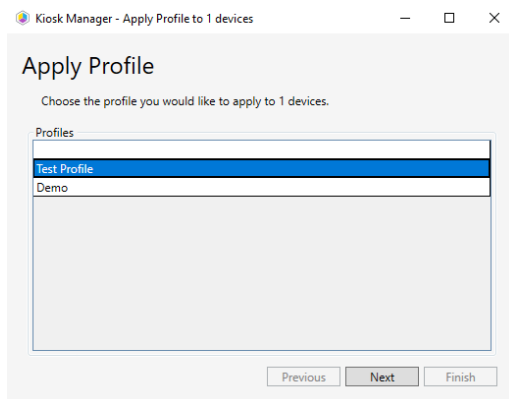 Kiosk Manager - Apply Profile to 1 devices
Apply Profile
Choose the profile you would like to apply to 1 devices.
Profiles
Test Profile
Demo
Previous Next Finish